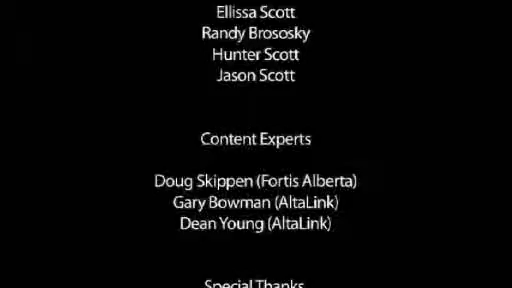 Ellissa Scott
Randy Brososky
Hunter Scott
Jason Scott
Content Experts
Doug Skippen (Fortis Alberta)
Gary Bowman (AltaLink)
Dean Young (AltaLink)
Special Thanks